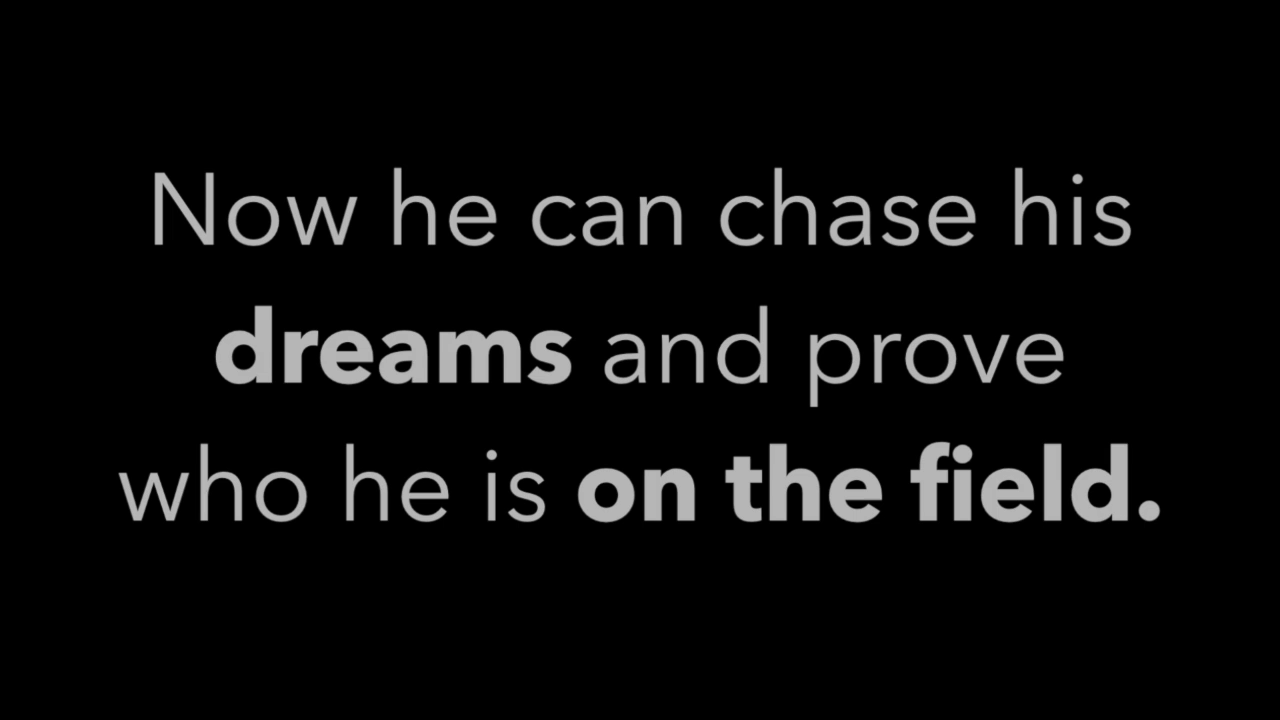 Now he can chase his
dreams and prove
who he is on the field.